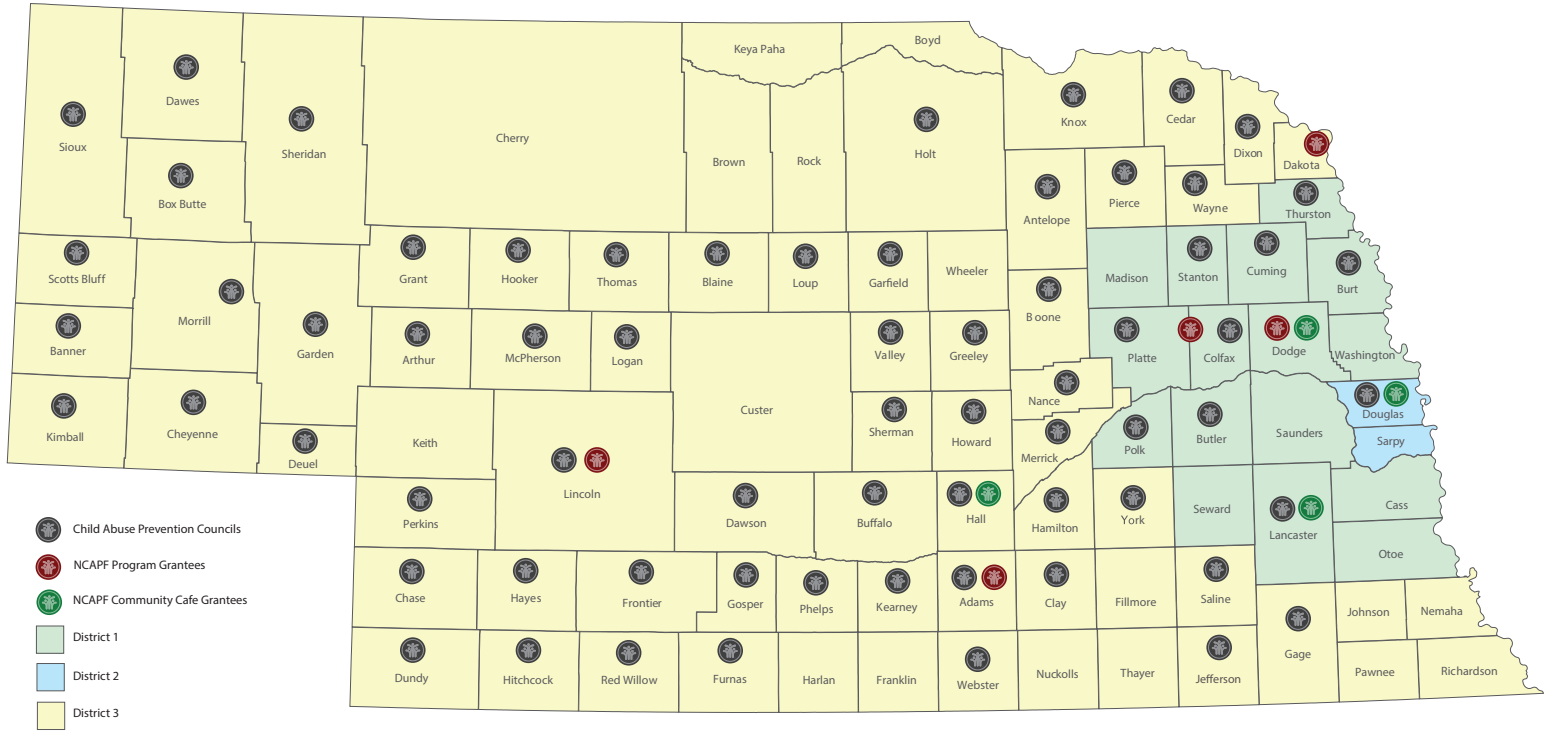 Keya Paha
Boyd
Dawes
Knox
Cedar
Sioux
Sheridan
Cherry
Brown
Rock
Holt
Dixon
Dakota
Box Butte
Antelope
Pierce
Wayne
Thurston
Scotts Bluff
Grant
Hooker
Thomas
Blaine
Loup
Garfield
Wheeler
Madison
Stanton
Cuming
Burt
Banner
Morrill
Garden
Arthur
McPherson
Logan
Valley
Greeley
Boone
Platte
Colfax
Dodge
Washington
Kimball
Cheyenne
Deuel
Keith
Lincoln
Custer
Sherman
Howard
Nance
Merrick
Polk
Butler
Saunders
Douglas
Sarpy
Perkins
Dawson
Buffalo
Hall
Hamilton
York
Seward
Lancaster
Cass
Otoe
Chase
Hayes
Frontier
Gosper
Phelps
Kearney
Adams
Clay
Fillmore
Saline
Johnson
Nemaha
Dundy
Hitchcock
Red Willow
Furnas
Harlan
Franklin
Webster
Nuckolls
Thayer
Jefferson
Gage
Pawnee
Richardson
Child Abuse Prevention Councils
NCAPF Program Grantees
NCAPF Community Cafe Grantees
District 1
District 2
District 3